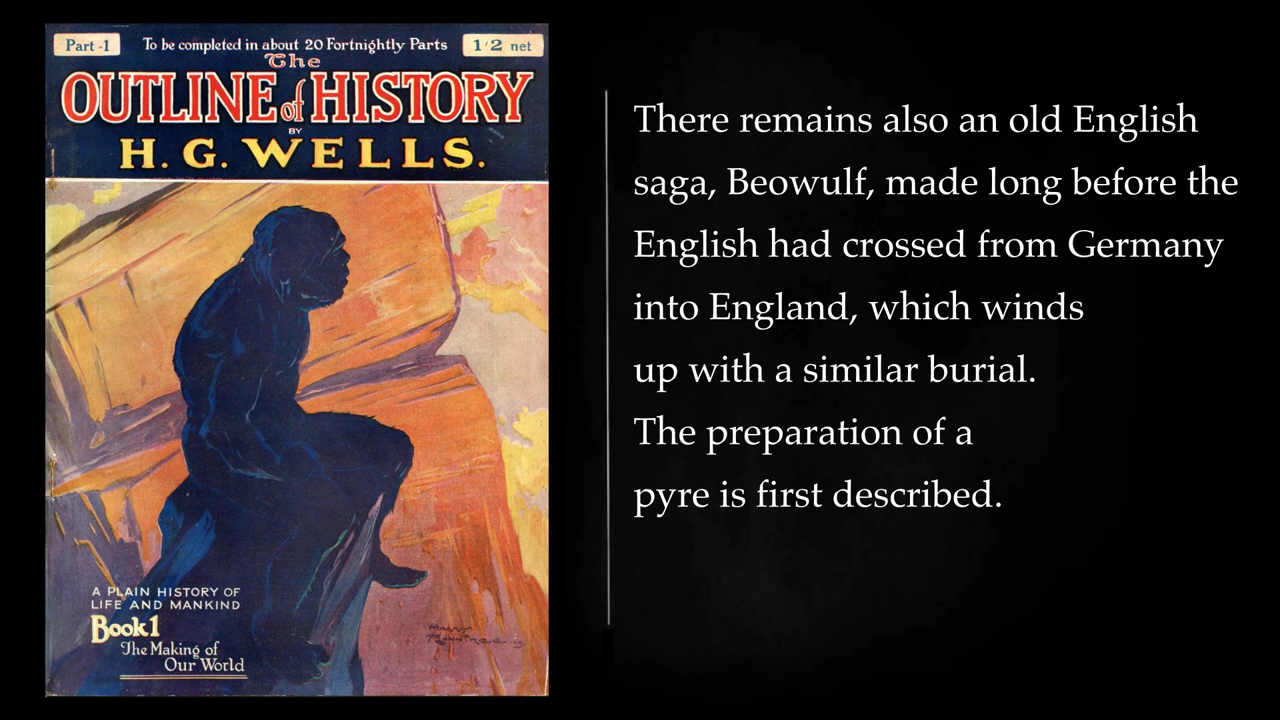 Part -1
To be completed in about 20 Fortnightly Parts
1/2 net
The
OUTLINE of HISTORY
BY
H. G. WELLS.
A PLAIN HISTORY OF
LIFE AND MANKIND
Book 1
The Making of
Our World
There remains also an old English
saga, Beowulf, made long before the
English had crossed from Germany
into England, which winds
up with a similar burial.
The preparation of a
pyre is first described.